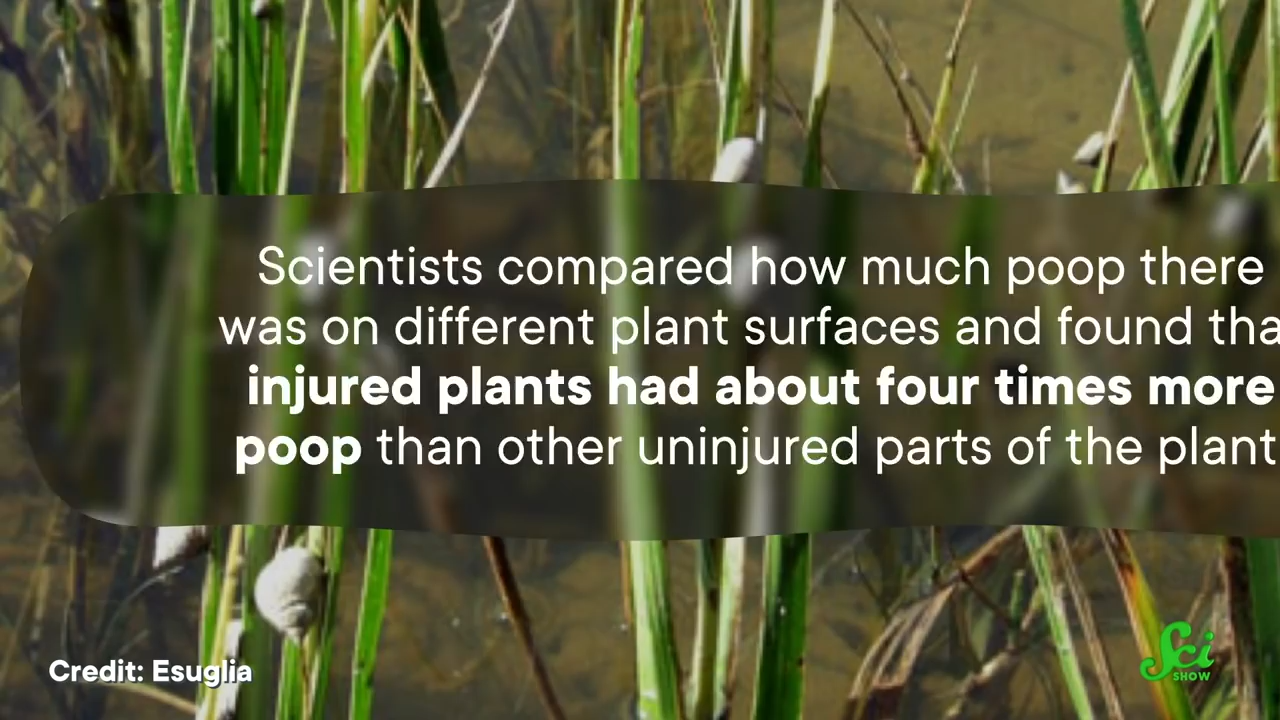 Scientists compared how much poop there
was on different plant surfaces and found tha
injured plants had about four times more
poop than other uninjured parts of the plant
Credit: Esuglia
Sci
SHOW